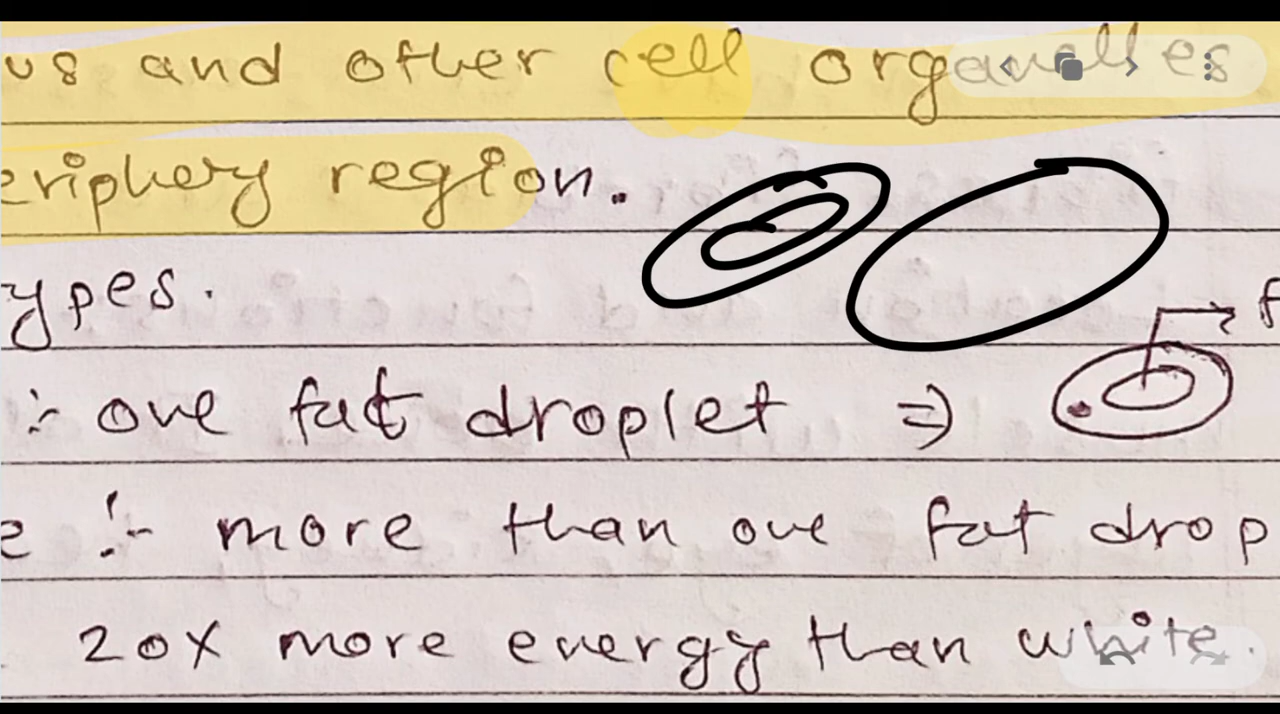 us and other cell organelles
eriphery region.
ypes.
:- one fat droplet ⇒ f
e :- more than one fat drop
20X more energy than white.